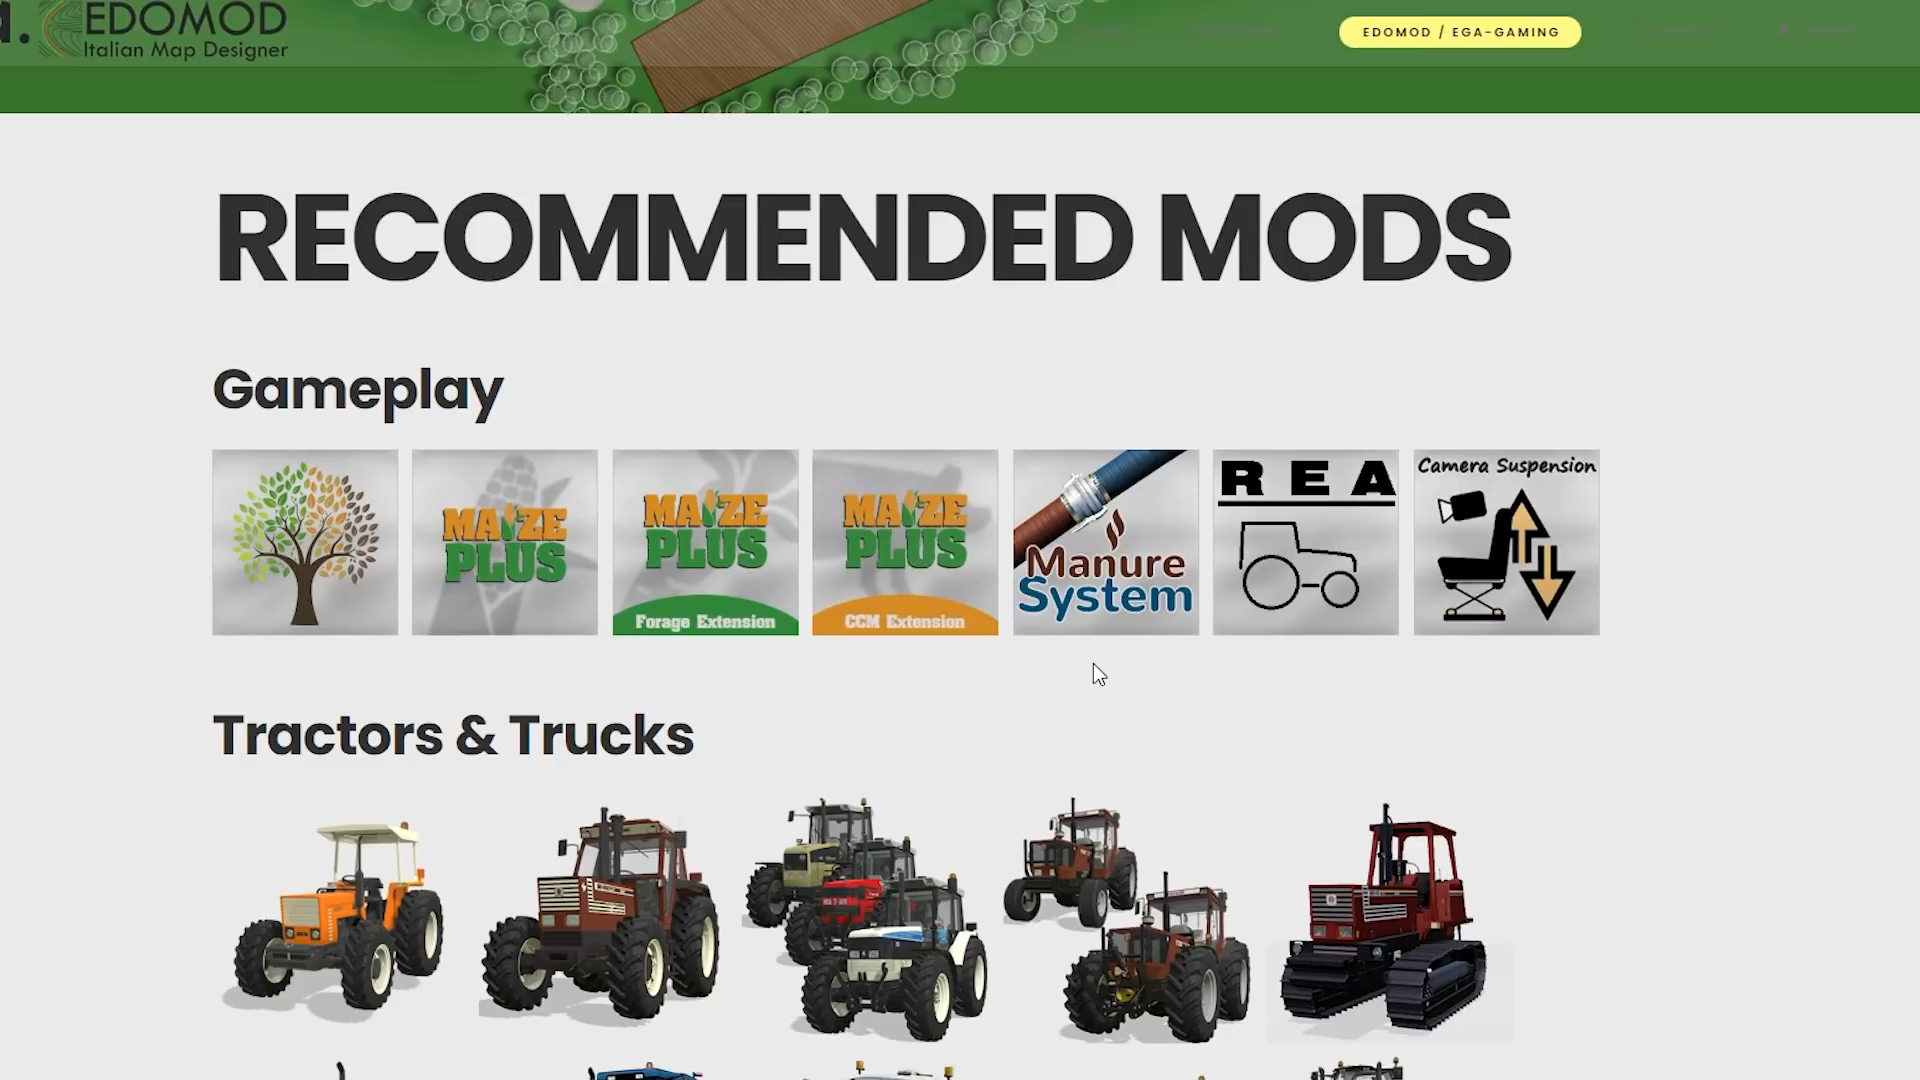 EDOMOD
Italian Map Designer
EDOMOD / EGA-GAMING
RECOMMENDED MODS
Gameplay
MAIZE
PLUS
MAIZE
PLUS
Forage Extension
MAIZE
PLUS
CCM Extension
Manure
System
REA
Camera Suspension
Tractors & Trucks